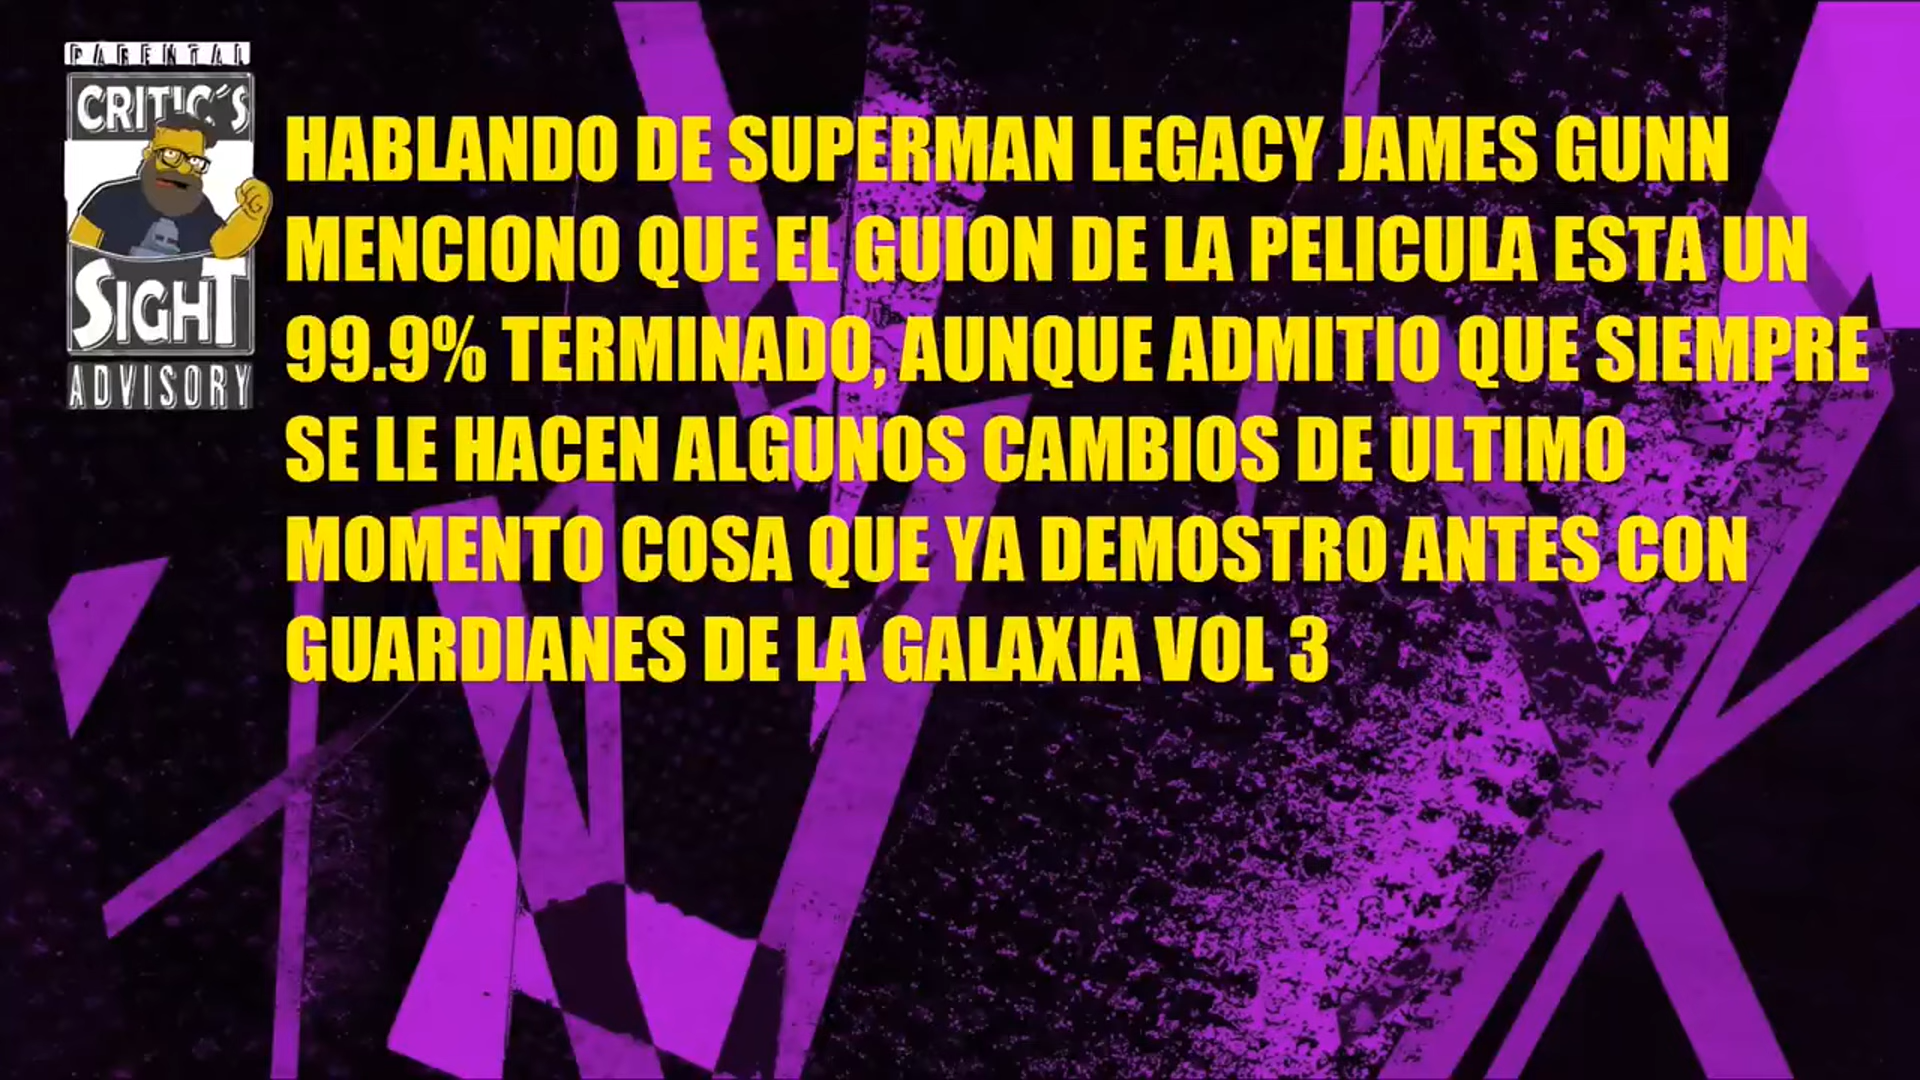 PARENTAL
CRITIC´S
SIGHT
ADVISORY
HABLANDO DE SUPERMAN LEGACY JAMES GUNN
MENCIONO QUE EL GUION DE LA PELICULA ESTA UN
99.9% TERMINADO, AUNQUE ADMITIO QUE SIEMPRE
SE LE HACEN ALGUNOS CAMBIOS DE ULTIMO
MOMENTO COSA QUE YA DEMOSTRO ANTES CON
GUARDIANES DE LA GALAXIA VOL 3